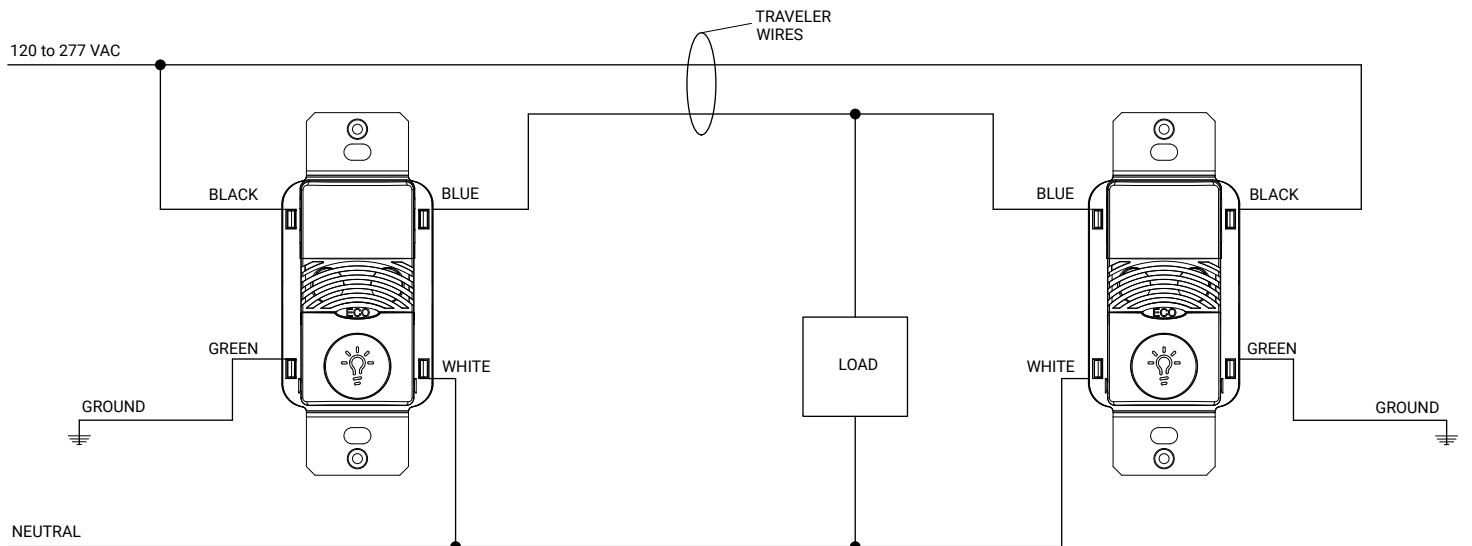 TRAVELER
WIRES
120 to 277 VAC
BLACK
BLUE
BLUE
BLACK
ECO
ECO
GREEN
WHITE
LOAD
WHITE
GREEN
GROUND
GROUND
NEUTRAL